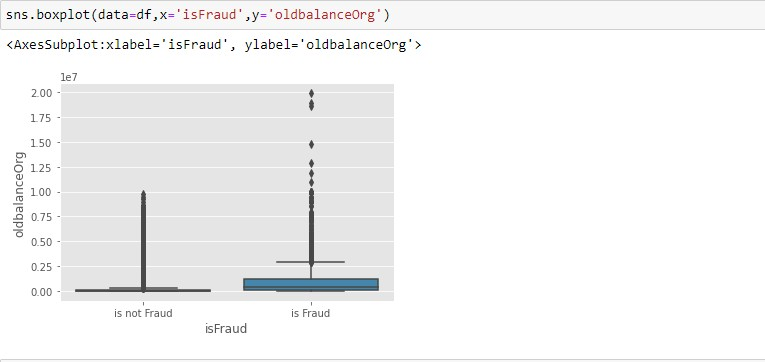 sns.boxplot(data=df,x='isFraud',y='oldbalanceOrg')
<AxesSubplot:xlabel='isFraud', ylabel='oldbalanceOrg'>
1e7
2.00
1.75
1.50
1.25
1.00
0.75
0.50
0.25
0.00
oldbalanceOrg
is not Fraud
is Fraud
isFraud